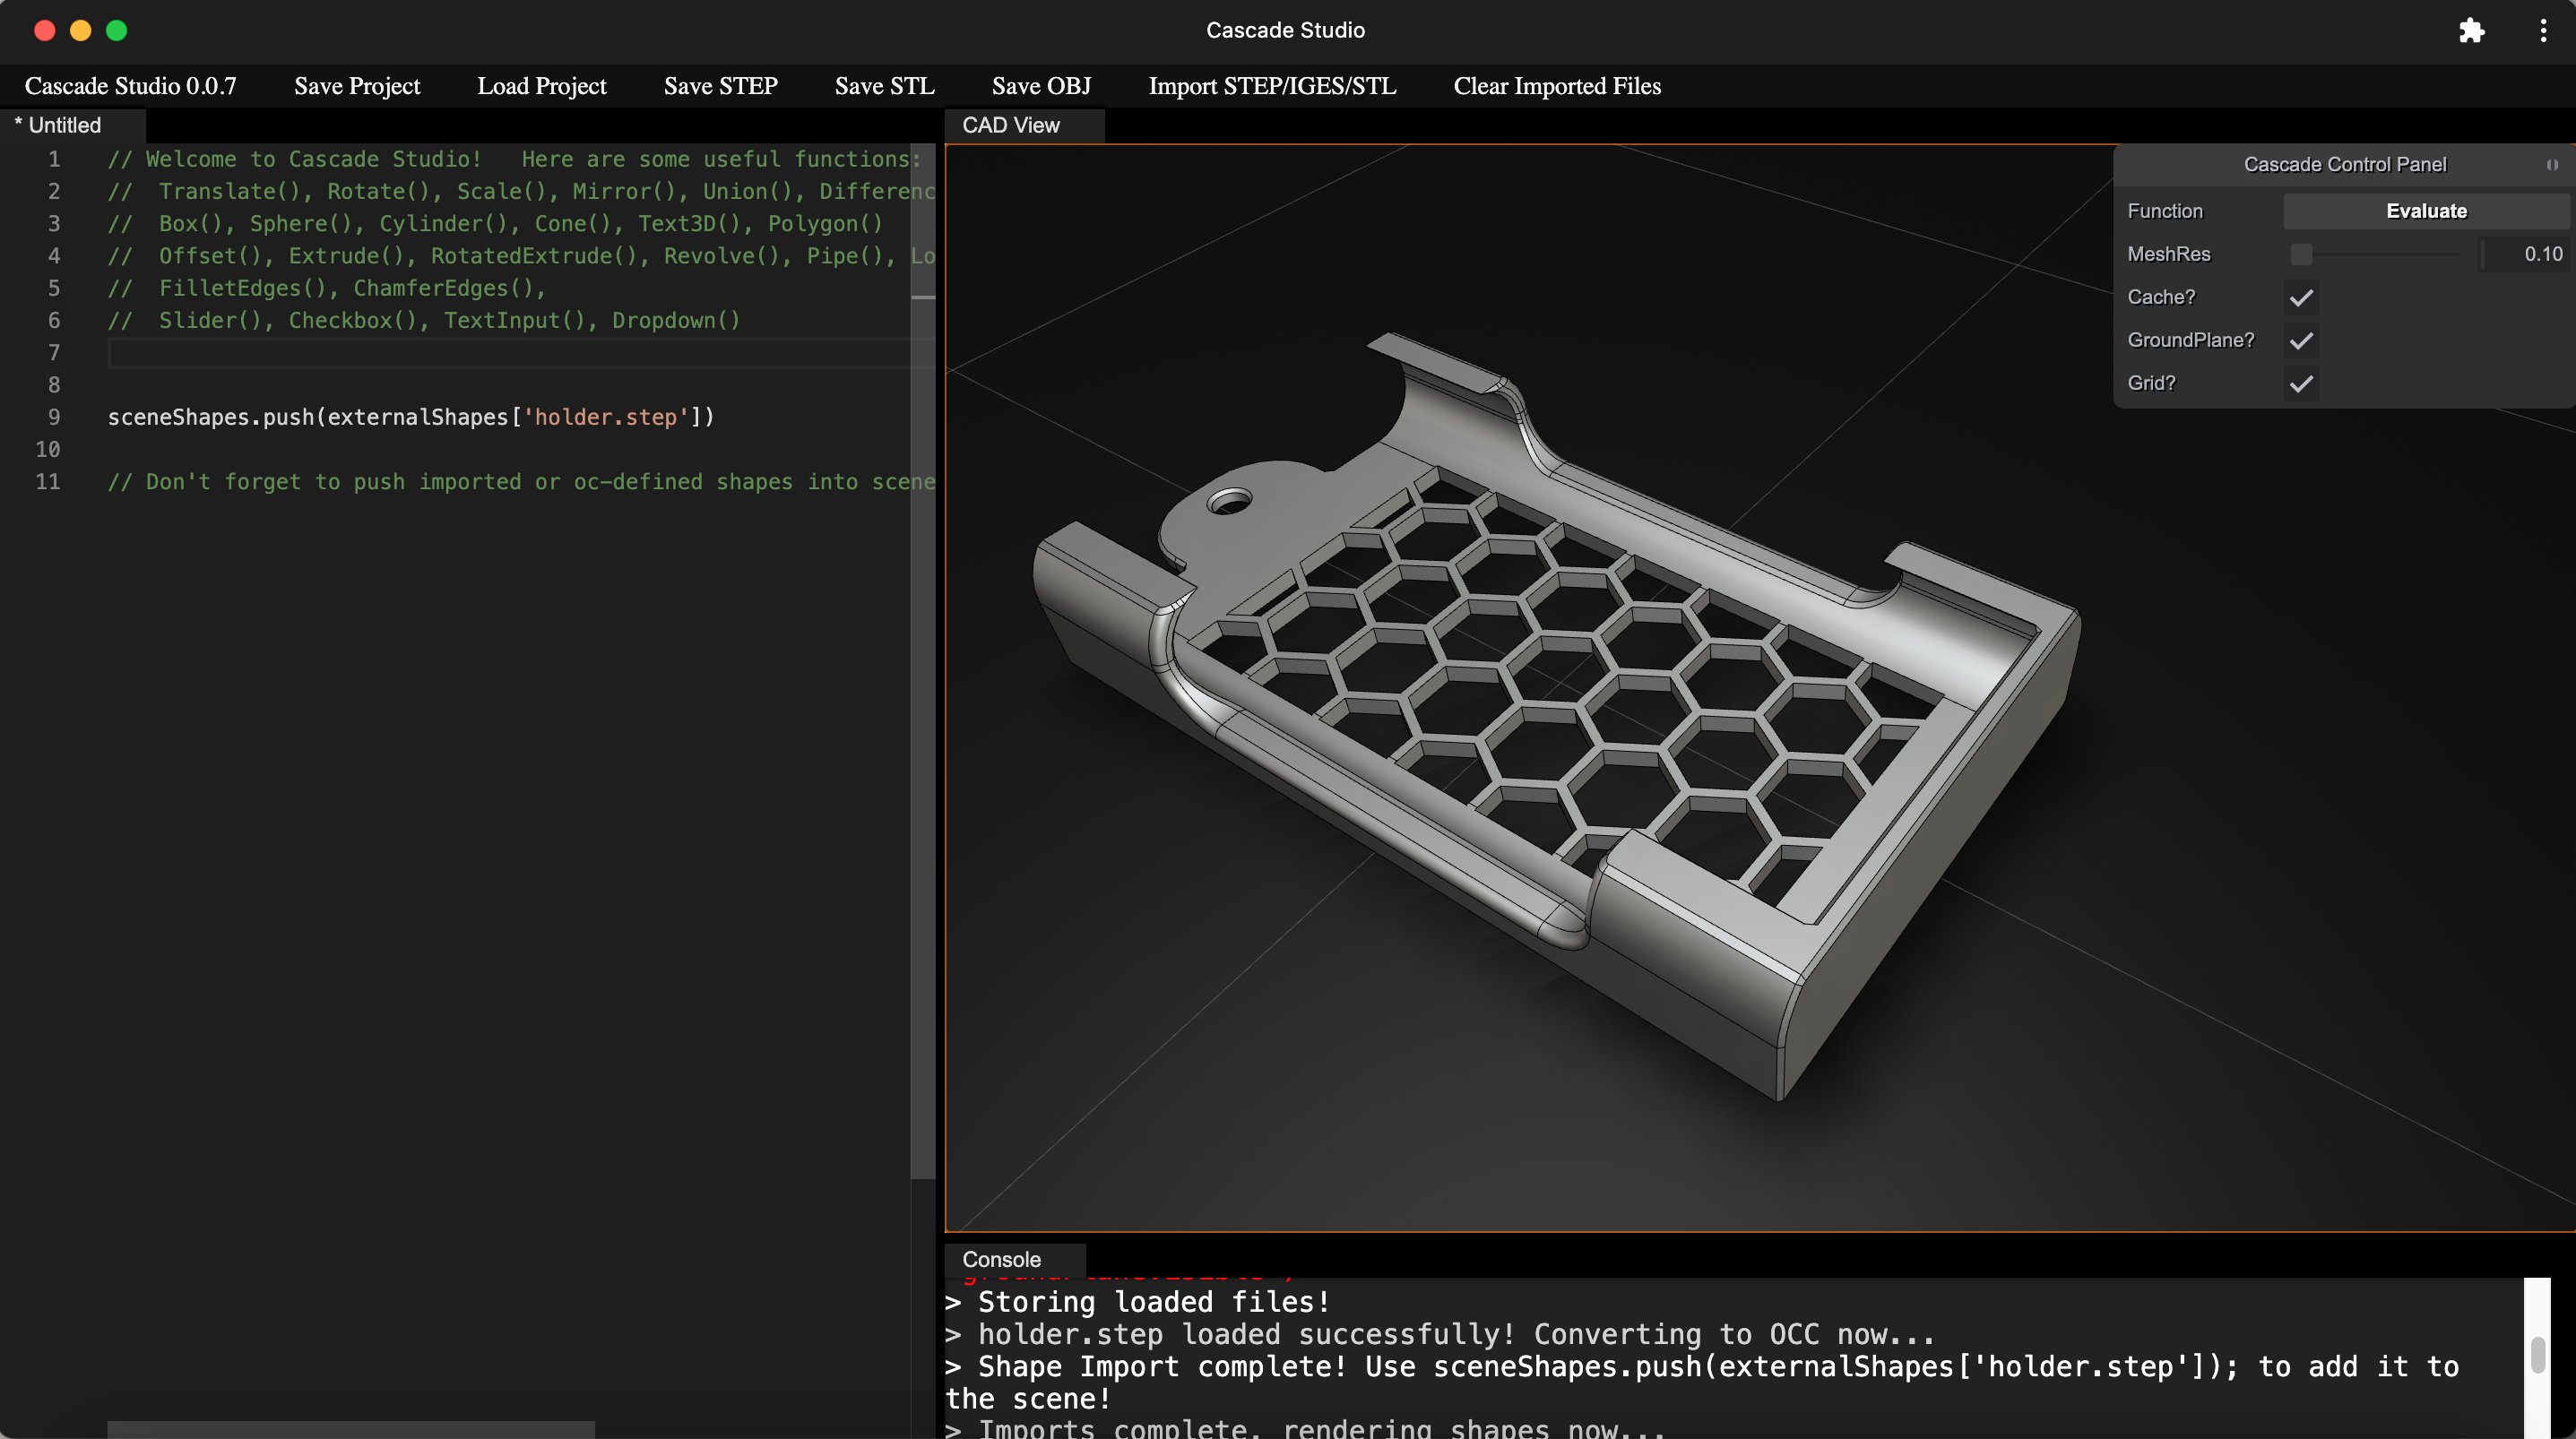 Cascade Studio
Cascade Studio 0.0.7 Save Project Load Project Save STEP Save STL Save OBJ Import STEP/IGES/STL Clear Imported Files
* Untitled
1 // Welcome to Cascade Studio!   Here are some useful functions:
2 //  Translate(), Rotate(), Scale(), Mirror(), Union(), Differenc
3 //  Box(), Sphere(), Cylinder(), Cone(), Text3D(), Polygon()
4 //  Offset(), Extrude(), RotatedExtrude(), Revolve(), Pipe(), Lo
5 //  FilletEdges(), ChamferEdges(),
6 //  Slider(), Checkbox(), TextInput(), Dropdown()
7
8
9 sceneShapes.push(externalShapes['holder.step'])
10
11 // Don't forget to push imported or oc-defined shapes into scene
CAD View
Cascade Control Panel
Function Evaluate
MeshRes 0.10
Cache?
GroundPlane?
Grid?
Console
> Storing loaded files!
> holder.step loaded successfully! Converting to OCC now...
> Shape Import complete! Use sceneShapes.push(externalShapes['holder.step']); to add it to
the scene!
> Imports complete, rendering shapes now...